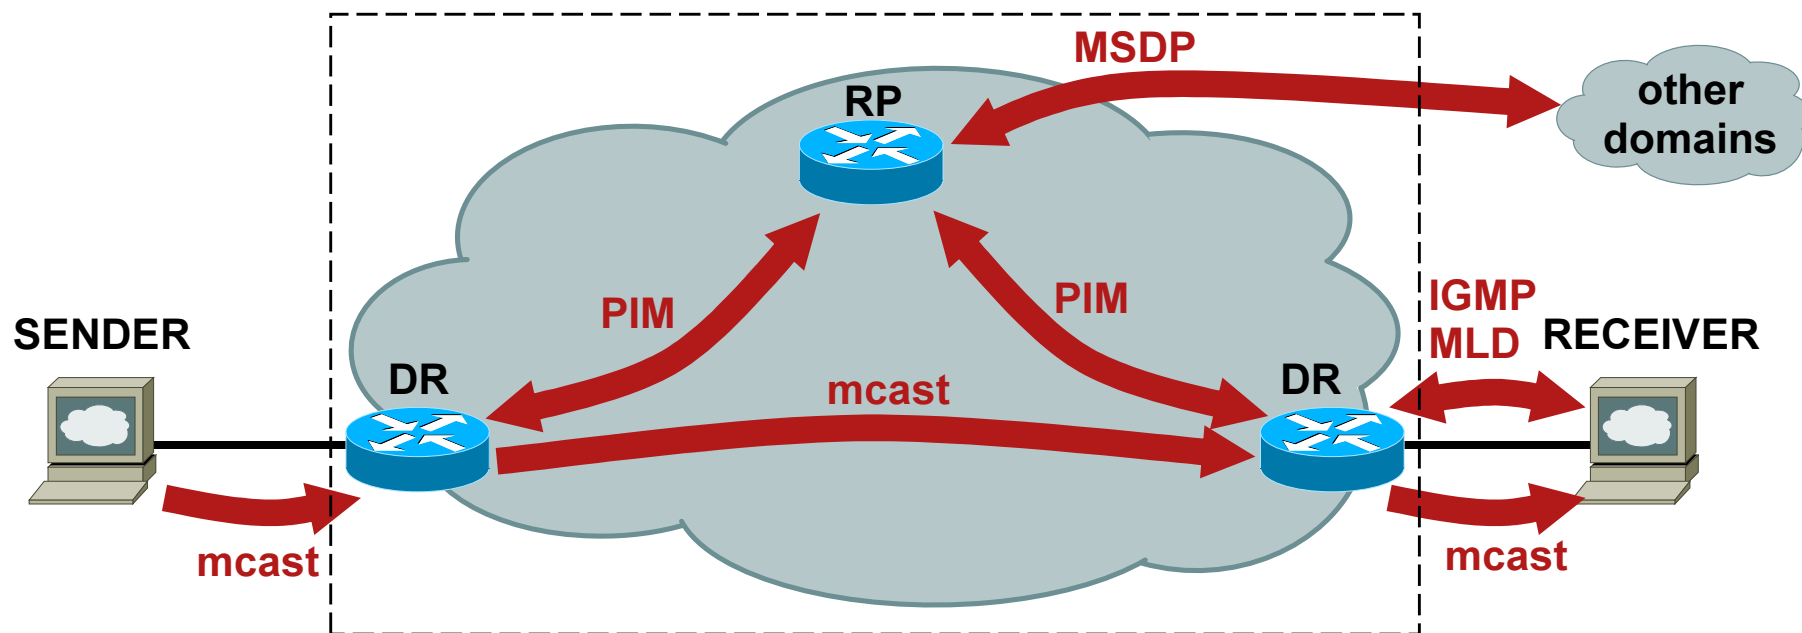 MSDP
other
domains
RP
PIM
PIM
IGMP
MLD
SENDER
RECEIVER
DR
mcast
DR
mcast
mcast